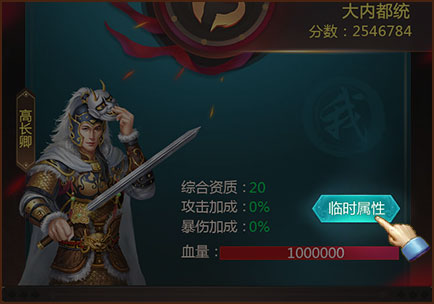 大内都统
分数：2546784
高长卿
我
综合资质：20
攻击加成：0%
暴伤加成：0%
临时属性
血量：
1000000